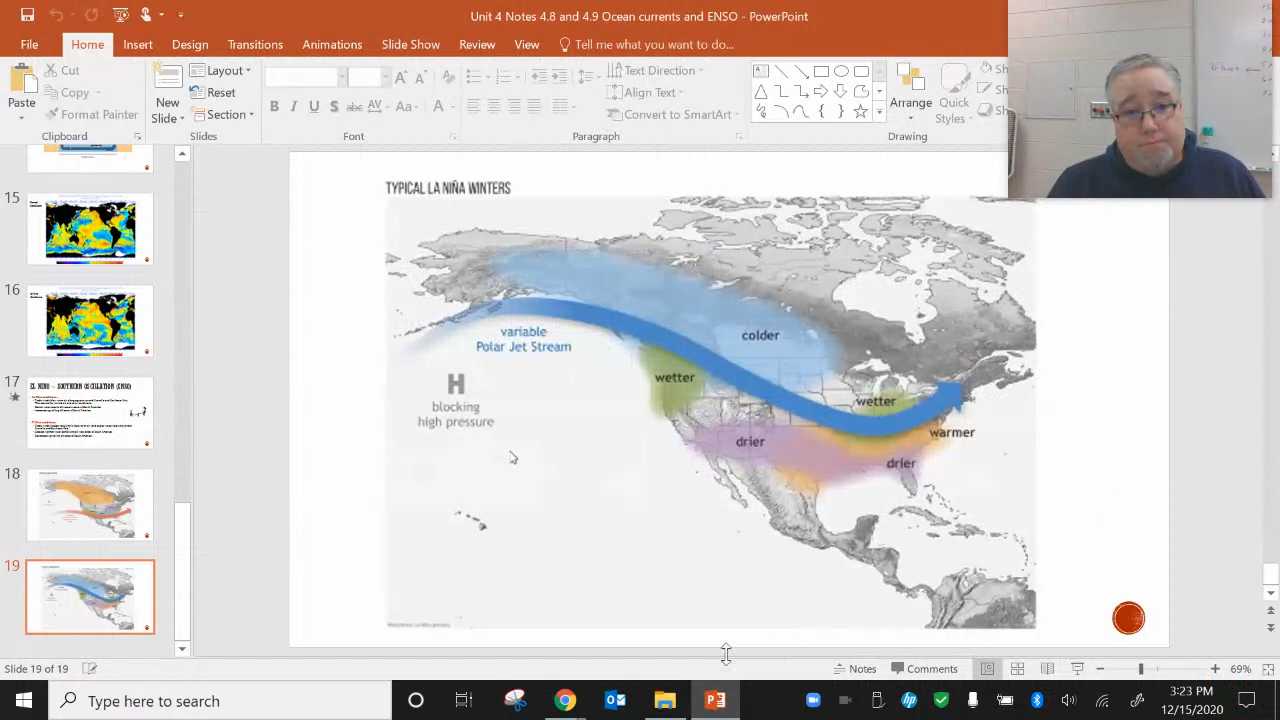 Unit 4 Notes 4.8 and 4.9 Ocean currents and ENSO - PowerPoint
File Home Insert Design Transitions Animations Slide Show Review View Tell me what you want to do...
Paste
Cut
Copy
Format Painter
Clipboard
New
Slide
Layout
Reset
Section
Slides
B I U S abc AV Aa A
Font
Text Direction
Align Text
Convert to SmartArt
Paragraph
Arrange
Quick
Styles
Drawing
15
16
17
EL NINO – SOUTHERN OSCILLATION (ENSO)
18
19
TYPICAL LA NIÑA WINTERS
variable
Polar Jet Stream
colder
H
blocking
high pressure
wetter
wetter
warmer
drier
drier
Slide 19 of 19
Notes
Comments
69%
Type here to search
3:23 PM
12/15/2020